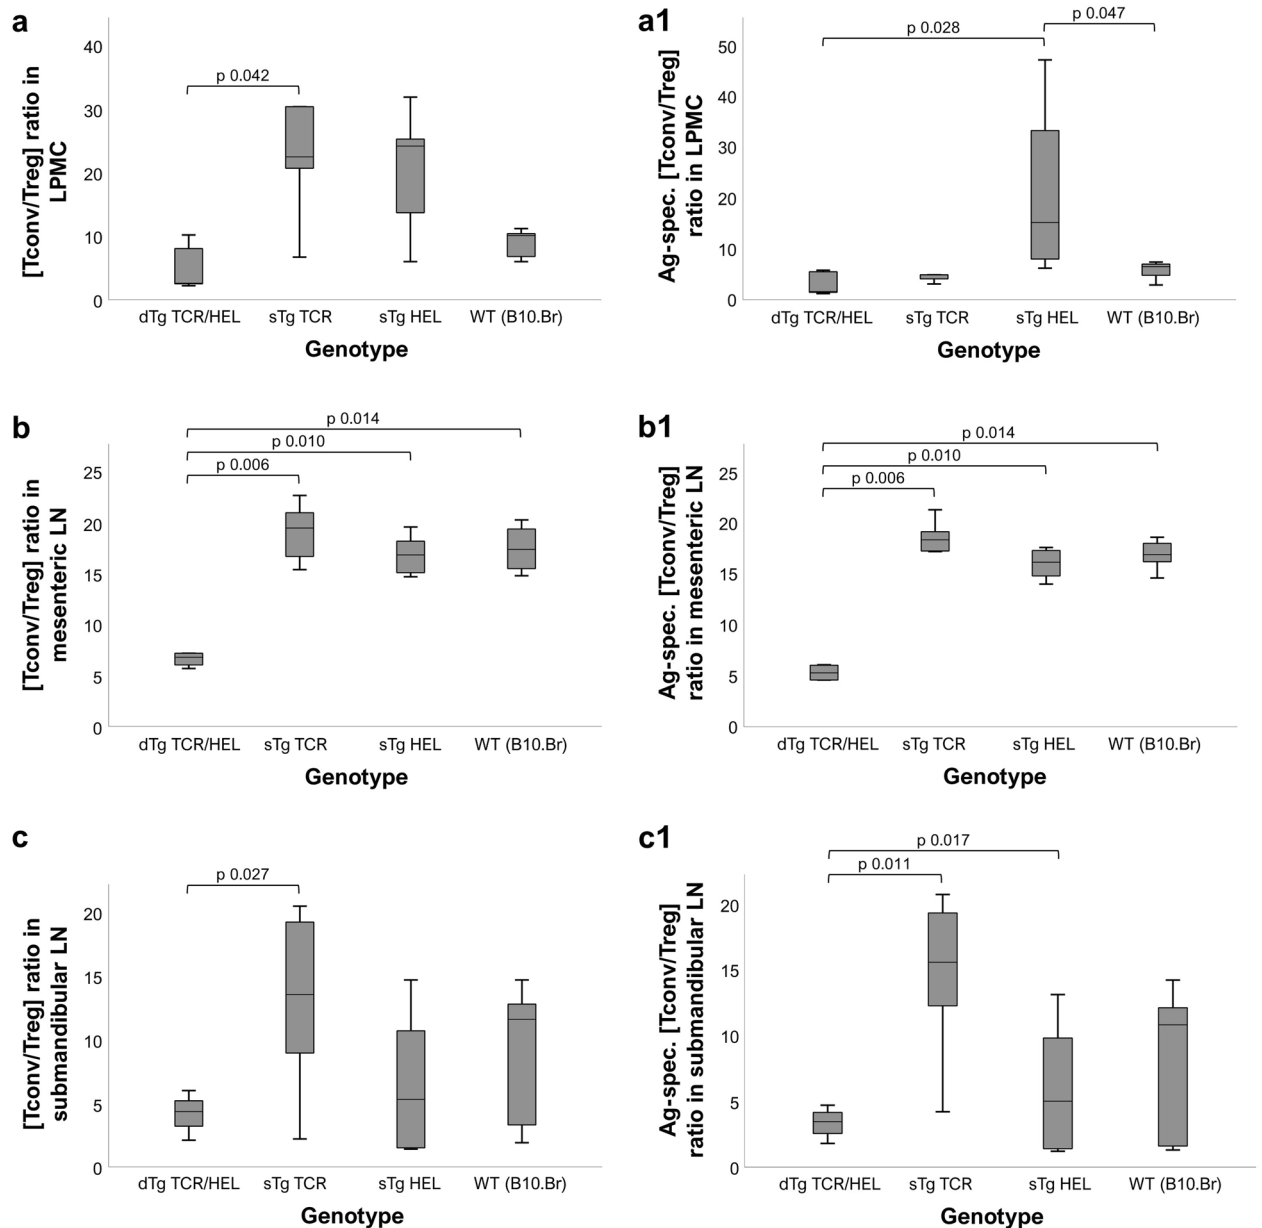 a
[Tconv/Treg] ratio in
LPMC
40
30
20
10
0
p 0.042
dTg TCR/HEL
sTg TCR
sTg HEL
WT (B10.Br)
Genotype
a1
Ag-spec. [Tconv/Treg]
ratio in LPMC
50
40
30
20
10
0
p 0.028
p 0.047
dTg TCR/HEL
sTg TCR
sTg HEL
WT (B10.Br)
Genotype
b
[Tconv/Treg] ratio in
mesenteric LN
25
20
15
10
5
0
p 0.014
p 0.010
p 0.006
dTg TCR/HEL
sTg TCR
sTg HEL
WT (B10.Br)
Genotype
b1
Ag-spec. [Tconv/Treg]
ratio in mesenteric LN
25
20
15
10
5
0
p 0.014
p 0.010
p 0.006
dTg TCR/HEL
sTg TCR
sTg HEL
WT (B10.Br)
Genotype
c
[Tconv/Treg] ratio in
submandibular LN
20
15
10
5
0
p 0.027
dTg TCR/HEL
sTg TCR
sTg HEL
WT (B10.Br)
Genotype
c1
Ag-spec. [Tconv/Treg]
ratio in submandibular LN
20
15
10
5
0
p 0.017
p 0.011
dTg TCR/HEL
sTg TCR
sTg HEL
WT (B10.Br)
Genotype